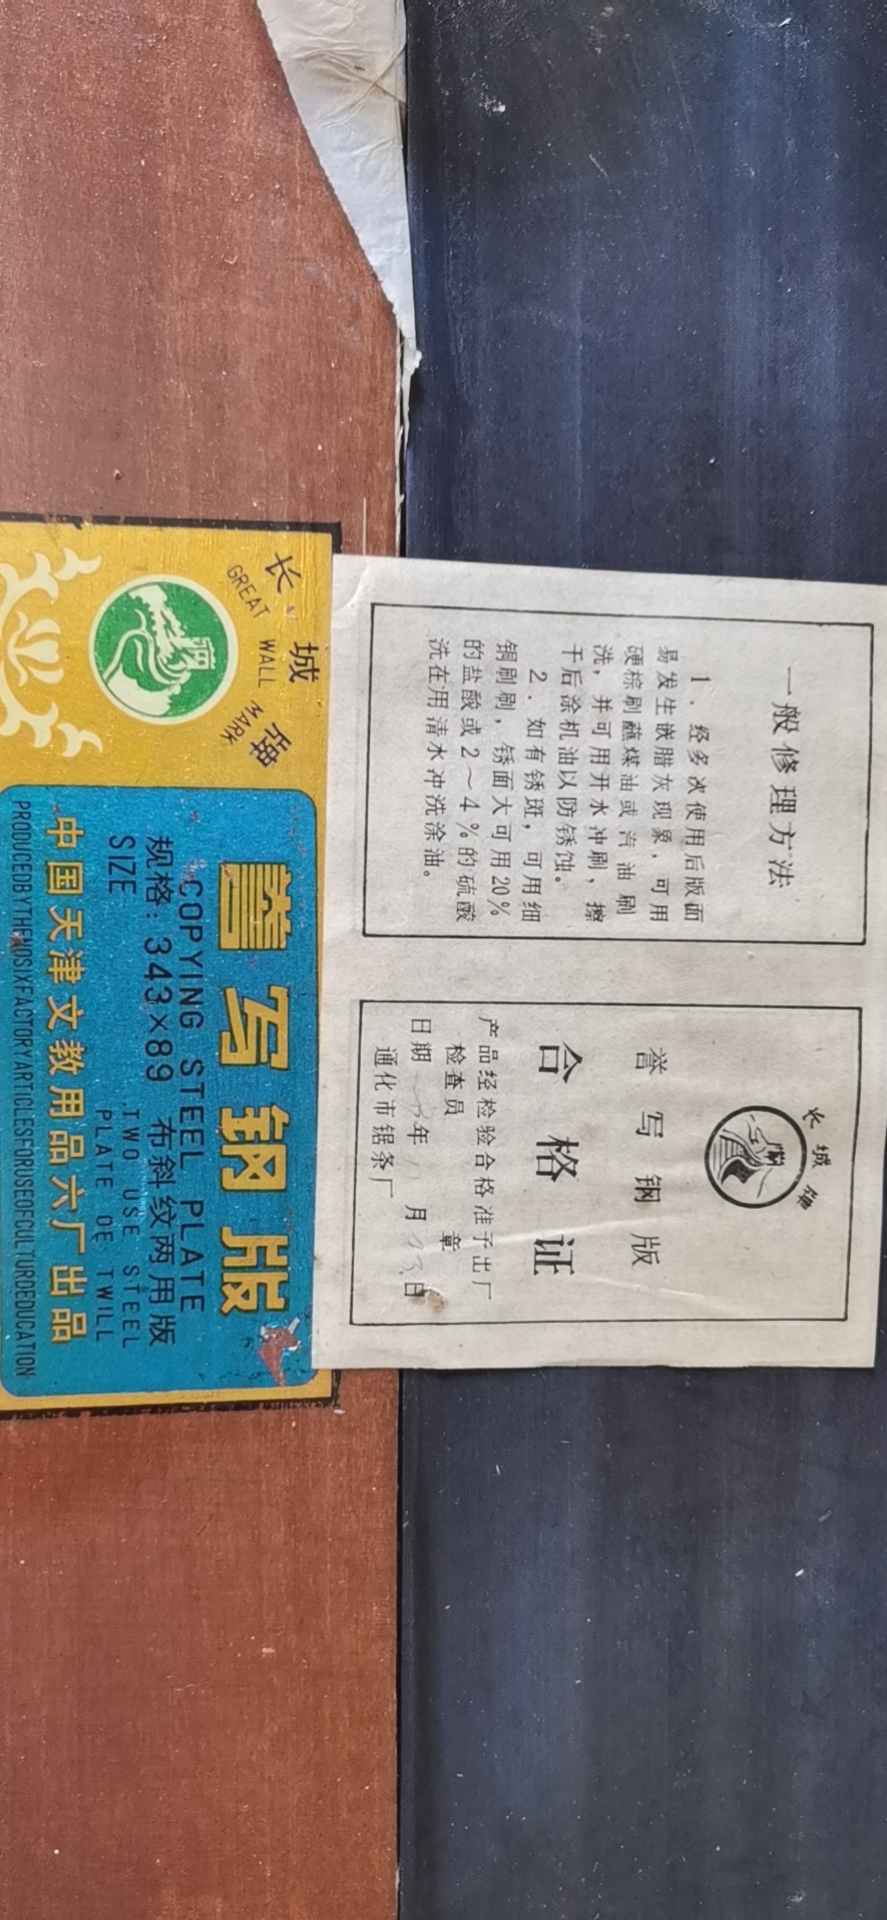 一般修理方法
1．经多次使用后版面
易发生嵌腊灰现象，可用
硬棕刷蘸煤油或汽油刷
洗，并可用开水冲刷，擦
干后涂机油以防锈蚀。
2．如有锈斑，可用细
铜刷刷，锈面大可用20%
的盐酸或2～4%的硫酸
洗在用清水冲洗涂油。
长城牌
誊写钢版
合格证
产品经检验合格准予出厂
检查员 章
日期 年 月 日
通化市锯条厂
长城牌
GREAT WALL
誊写钢版
COPYING STEEL PLATE
规格: 343×89 布斜纹两用版
SIZE TWO USE STEEL
PLATE OE TWILL
中国天津文教用品六厂出品
PRODUCEDBYTHENOSIXFACTORYARTICLESFORUSEOFCULTURDEDUCATION